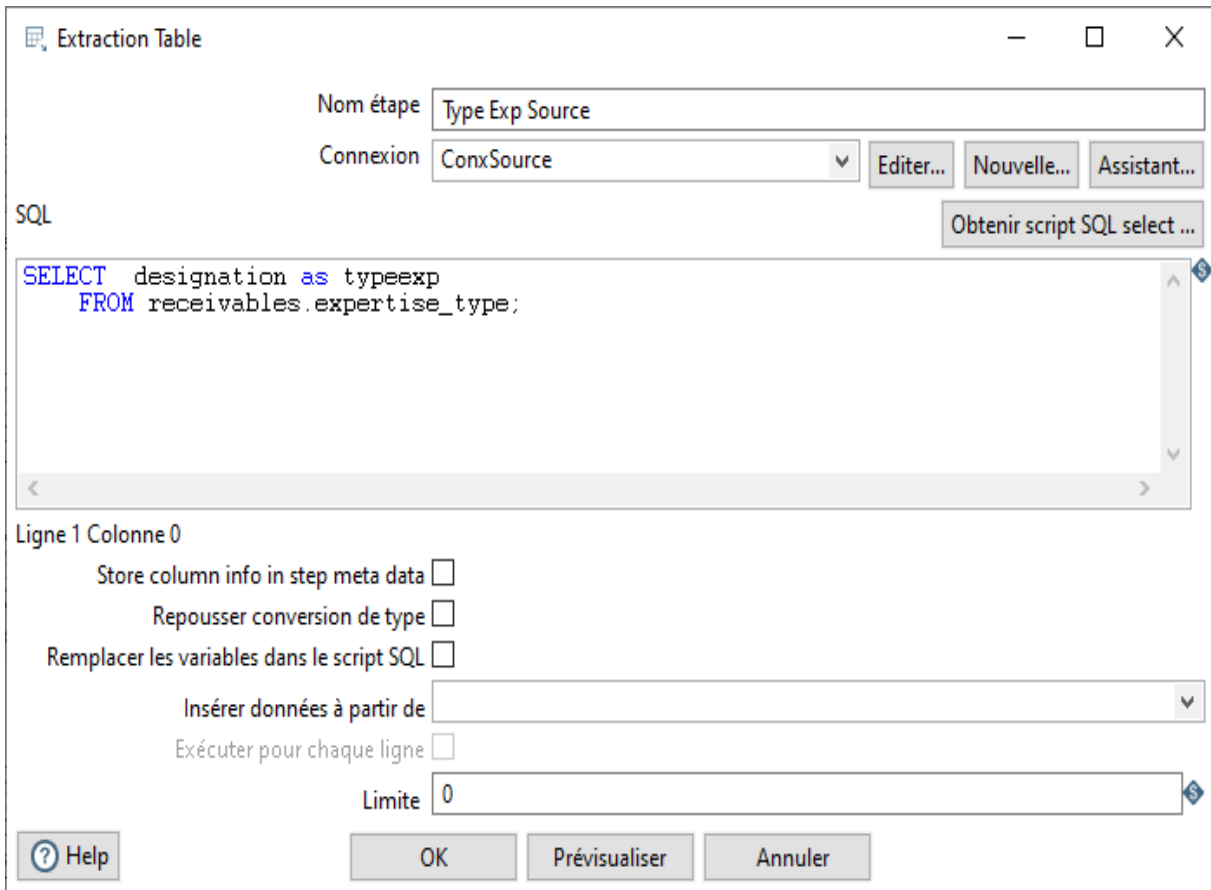 Extraction Table
Nom étape Type Exp Source
Connexion ConxSource Editer... Nouvelle... Assistant...
SQL Obtenir script SQL select ...
SELECT  designation as typeexp
    FROM receivables.expertise_type;
Ligne 1 Colonne 0
Store column info in step meta data
Repousser conversion de type
Remplacer les variables dans le script SQL
Insérer données à partir de
Exécuter pour chaque ligne
Limite 0
Help OK Prévisualiser Annuler